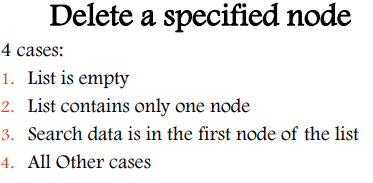 Delete a specified node
4 cases:
1. List is empty
2. List contains only one node
3. Search data is in the first node of the list
4. All Other cases